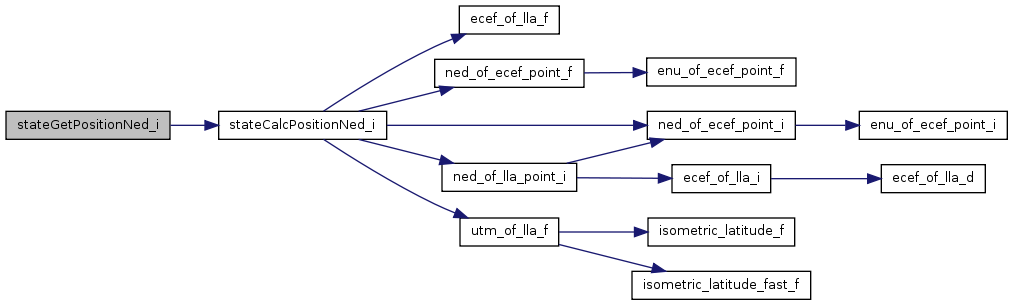 ecef_of_lla_f
ned_of_ecef_point_f
enu_of_ecef_point_f
stateGetPositionNed_i
stateCalcPositionNed_i
ned_of_ecef_point_i
enu_of_ecef_point_i
ned_of_lla_point_i
ecef_of_lla_i
ecef_of_lla_d
utm_of_lla_f
isometric_latitude_f
isometric_latitude_fast_f